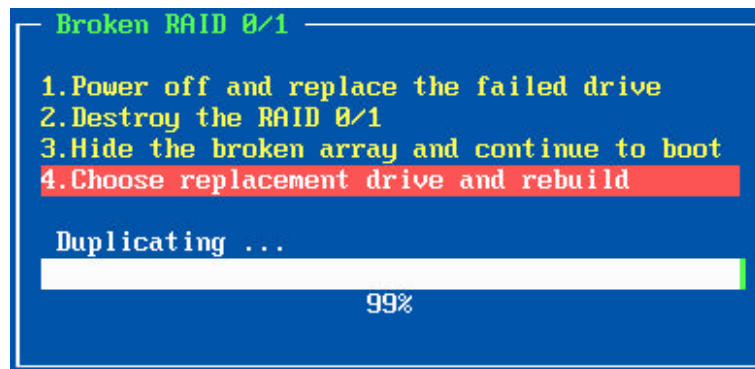 Broken RAID 0/1
1.Power off and replace the failed drive
2.Destroy the RAID 0/1
3.Hide the broken array and continue to boot
4.Choose replacement drive and rebuild
Duplicating ...
99%